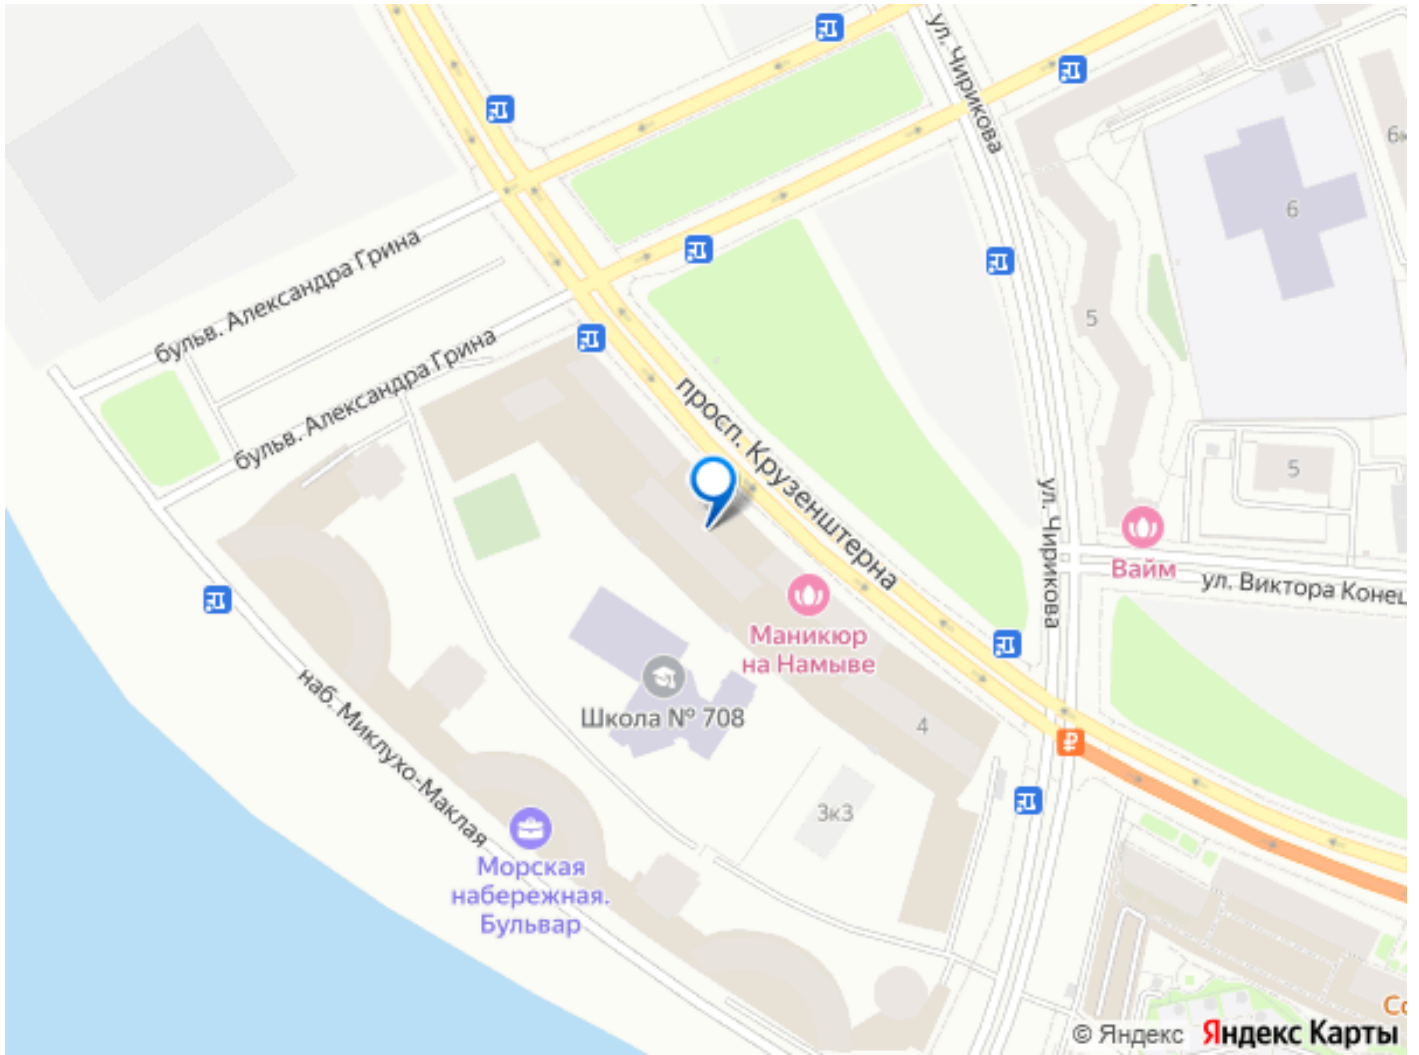 ул. Чирикова
6
бульв. Александра Грина
5
бульв. Александра Грина
просп. Крузенштерна
5
ул. Чирикова
Вайм
ул. Виктора Конец
Маникюр
на Намыве
Школа № 708
4
наб. Миклухо-Маклая
3к3
Морская
набережная.
Бульвар
© Яндекс Яндекс Карты